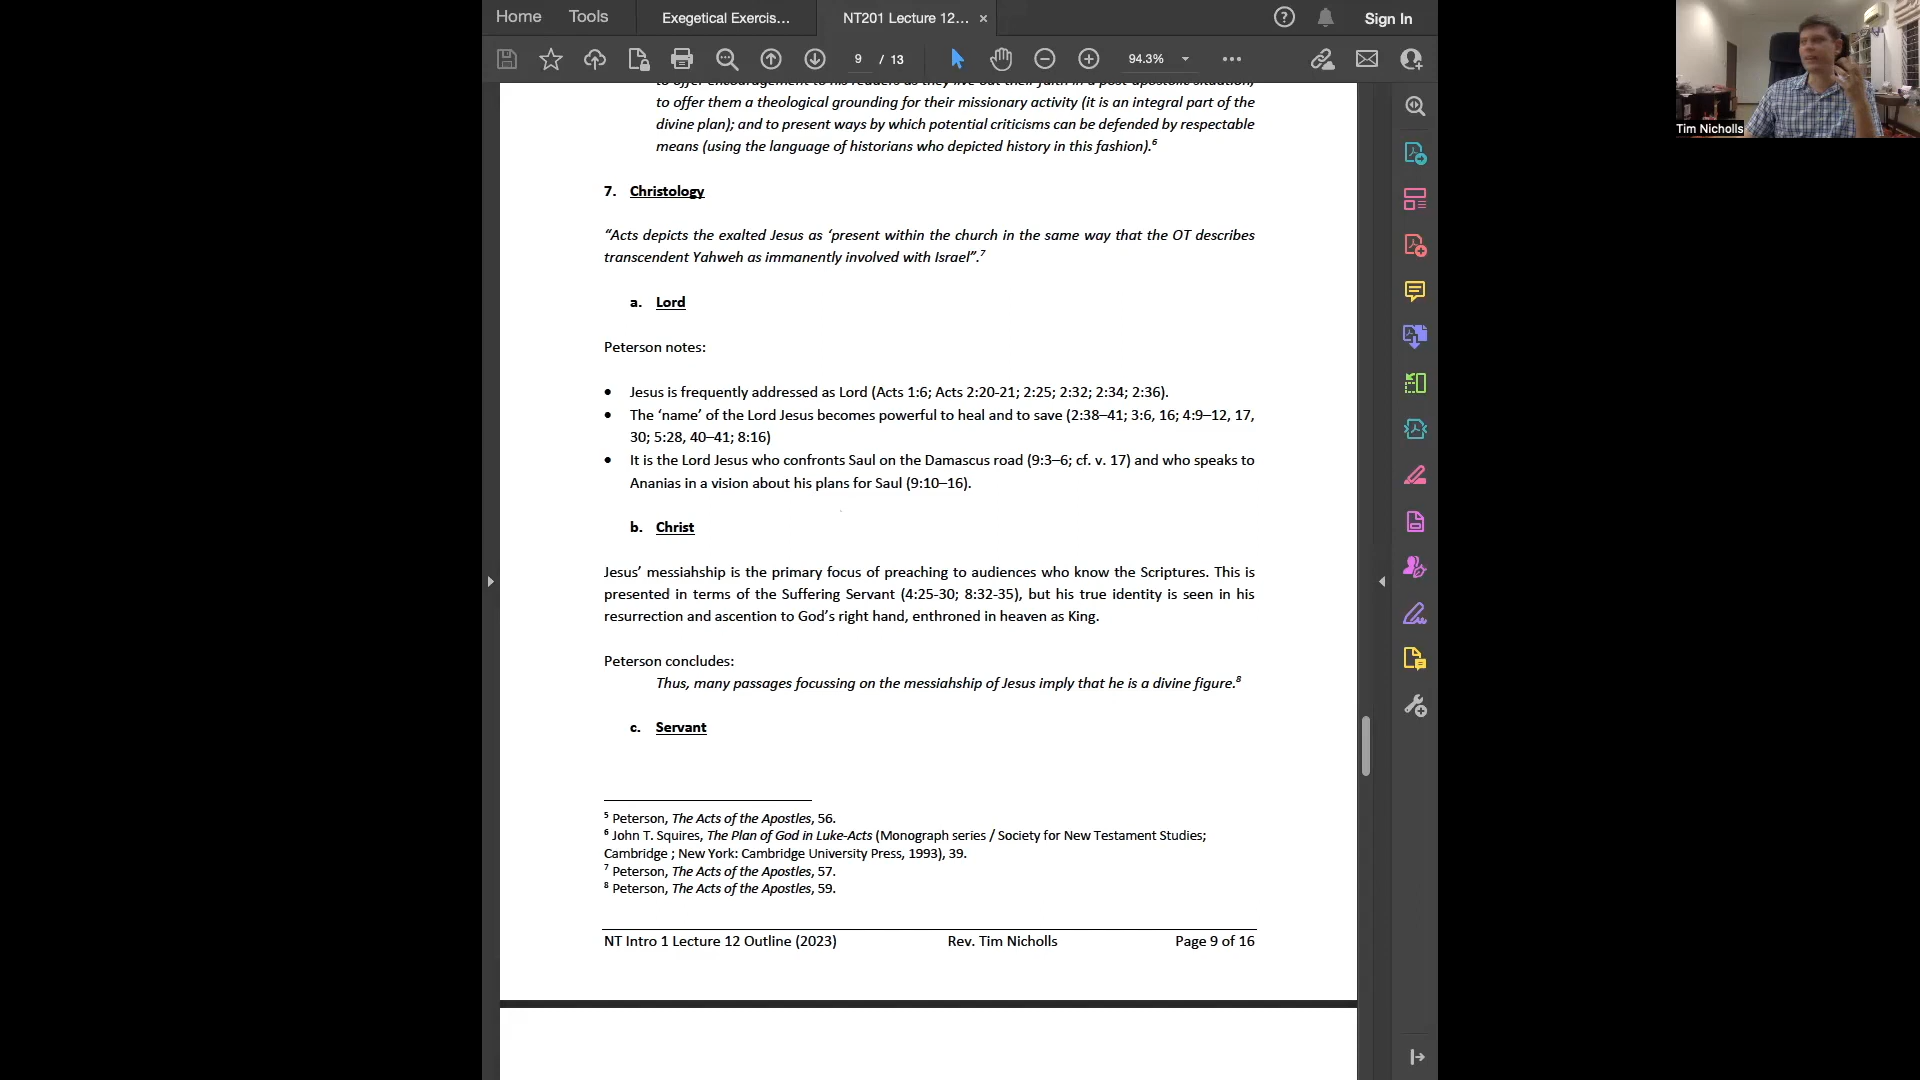 Home Tools Exegetical Exercis... NT201 Lecture 12... × Sign In
9 / 13 94.3%
to offer encouragement to his readers as they live out their faith in a post-apostolic situation;
to offer them a theological grounding for their missionary activity (it is an integral part of the
divine plan); and to present ways by which potential criticisms can be defended by respectable
means (using the language of historians who depicted history in this fashion).⁶
7. Christology
“Acts depicts the exalted Jesus as ‘present within the church in the same way that the OT describes
transcendent Yahweh as immanently involved with Israel”.⁷
a. Lord
Peterson notes:
• Jesus is frequently addressed as Lord (Acts 1:6; Acts 2:20-21; 2:25; 2:32; 2:34; 2:36).
• The ‘name’ of the Lord Jesus becomes powerful to heal and to save (2:38–41; 3:6, 16; 4:9–12, 17,
30; 5:28, 40–41; 8:16)
• It is the Lord Jesus who confronts Saul on the Damascus road (9:3–6; cf. v. 17) and who speaks to
Ananias in a vision about his plans for Saul (9:10–16).
b. Christ
Jesus’ messiahship is the primary focus of preaching to audiences who know the Scriptures. This is
presented in terms of the Suffering Servant (4:25-30; 8:32-35), but his true identity is seen in his
resurrection and ascention to God’s right hand, enthroned in heaven as King.
Peterson concludes:
Thus, many passages focussing on the messiahship of Jesus imply that he is a divine figure.⁸
c. Servant
⁵ Peterson, The Acts of the Apostles, 56.
⁶ John T. Squires, The Plan of God in Luke-Acts (Monograph series / Society for New Testament Studies;
Cambridge ; New York: Cambridge University Press, 1993), 39.
⁷ Peterson, The Acts of the Apostles, 57.
⁸ Peterson, The Acts of the Apostles, 59.
NT Intro 1 Lecture 12 Outline (2023) Rev. Tim Nicholls Page 9 of 16
Tim Nicholls